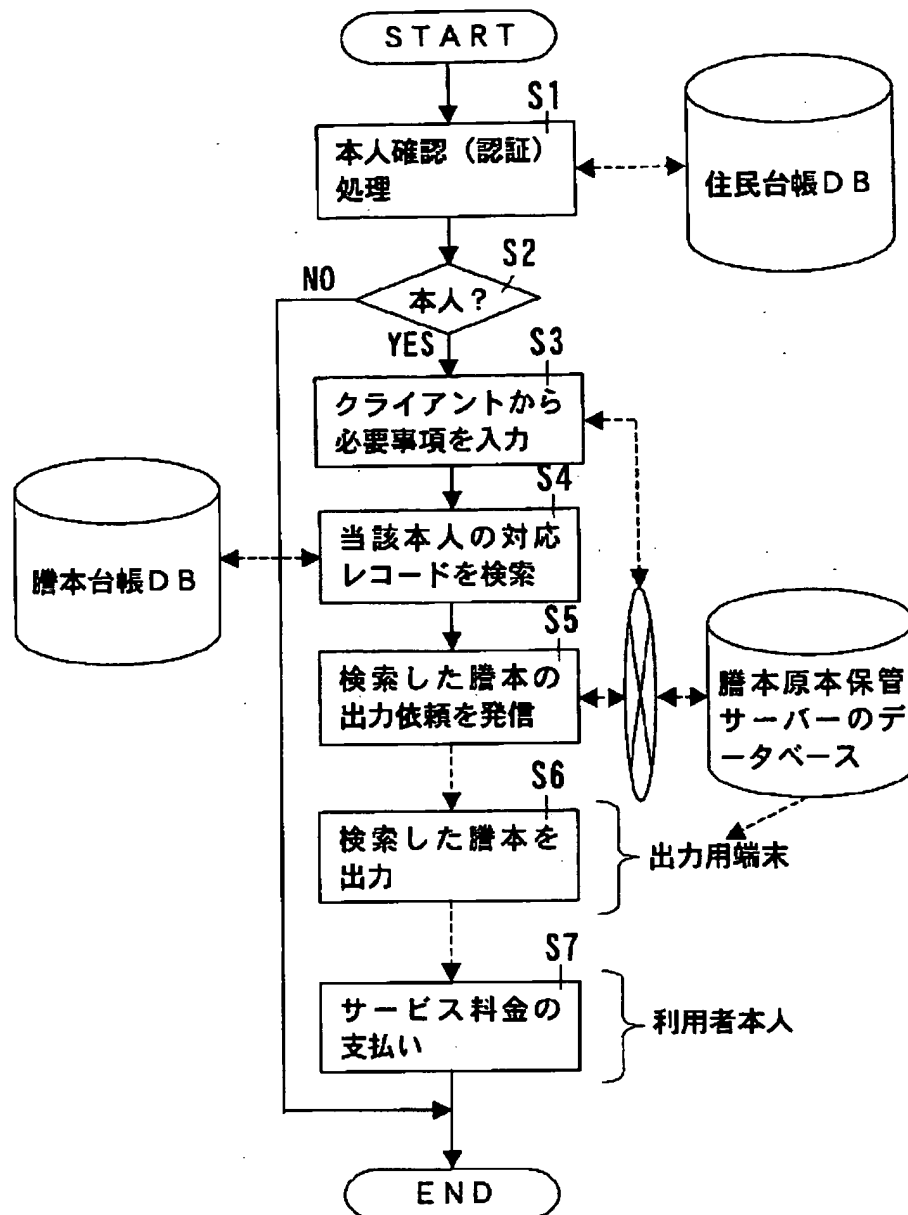 START
S1
本人確認（認証）
処理
住民台帳DB
S2
NO
本人？
YES
S3
クライアントから
必要事項を入力
S4
当該本人の対応
レコードを検索
謄本台帳DB
S5
検索した謄本の
出力依頼を発信
謄本原本保管
サーバーのデ
ータベース
S6
検索した謄本を
出力
出力用端末
S7
サービス料金の
支払い
利用者本人
END